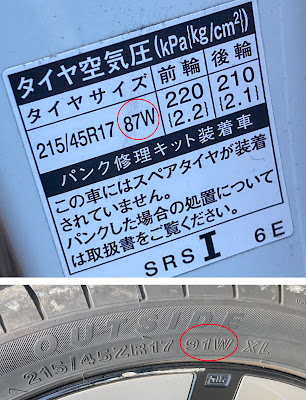 タイヤ空気圧(kPa{kg/cm²})
タイヤサイズ 前輪 後輪
215/45R17 87W 220{2.2} 210{2.1}
パンク修理キット装着車
この車にはスペアタイヤが装着
されていません。
パンクした場合の処置について
は取扱書をご覧ください。
SRS I 6E
OUTSIDE
215/45ZR17 91W XL